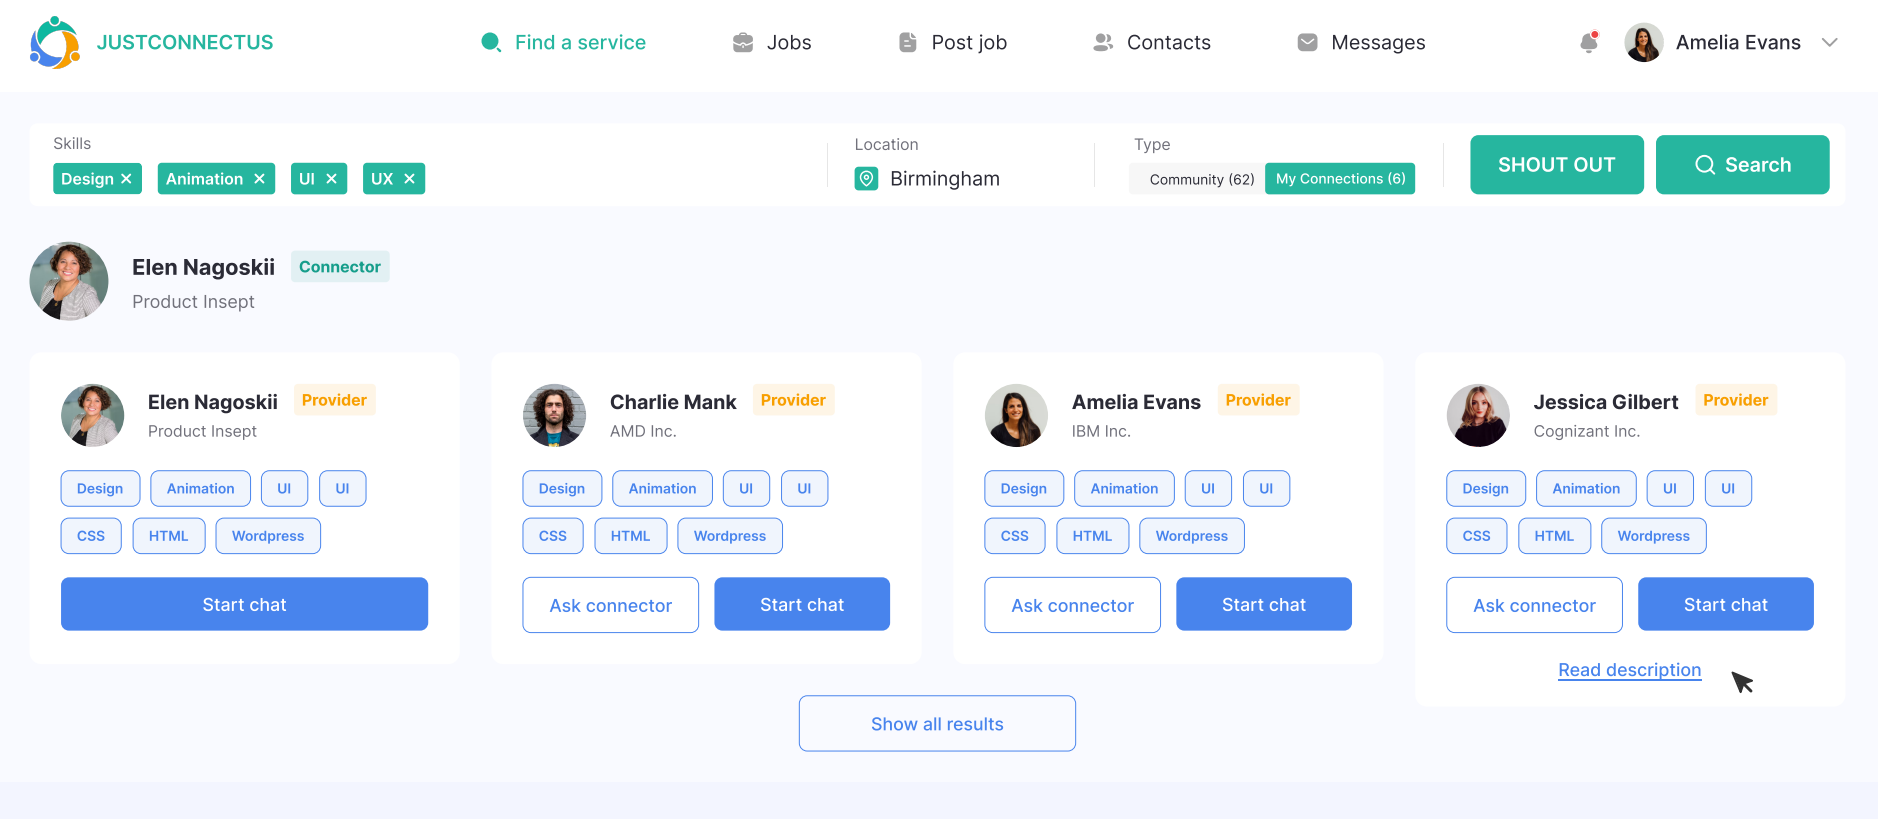 JUSTCONNECTUS
Find a service
Jobs
Post job
Contacts
Messages
Amelia Evans
Skills
Design
Animation
UI
UX
Location
Birmingham
Type
Community (62)
My Connections (6)
SHOUT OUT
Search
Elen Nagoskii
Connector
Product Insept
Elen Nagoskii
Provider
Product Insept
Design
Animation
UI
UI
CSS
HTML
Wordpress
Start chat
Charlie Mank
Provider
AMD Inc.
Design
Animation
UI
UI
CSS
HTML
Wordpress
Ask connector
Start chat
Amelia Evans
Provider
IBM Inc.
Design
Animation
UI
UI
CSS
HTML
Wordpress
Ask connector
Start chat
Jessica Gilbert
Provider
Cognizant Inc.
Design
Animation
UI
UI
CSS
HTML
Wordpress
Ask connector
Start chat
Read description
Show all results